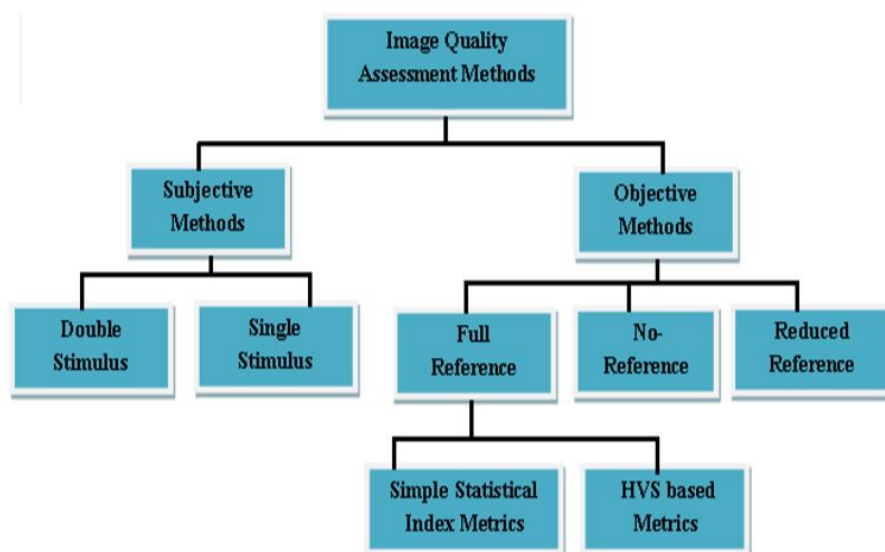 Image Quality
Assessment Methods
Subjective
Methods
Objective
Methods
Double
Stimulus
Single
Stimulus
Full
Reference
No-
Reference
Reduced
Reference
Simple Statistical
Index Metrics
HVS based
Metrics